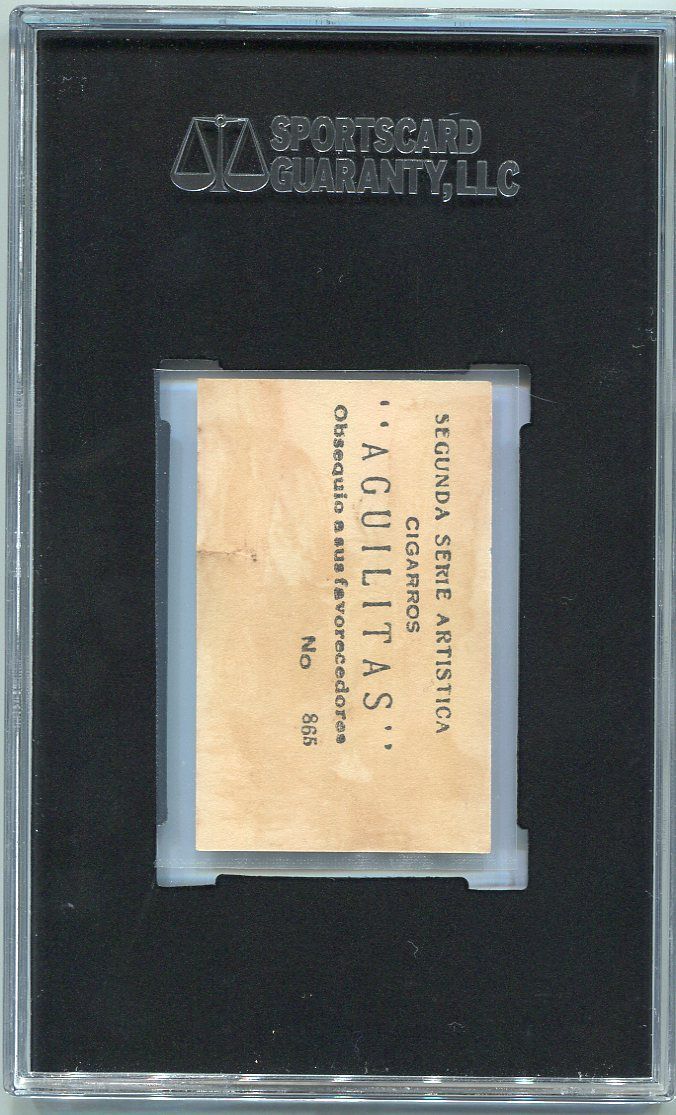 SPORTSCARD
GUARANTY, LLC
SEGUNDA SERIE ARTISTICA
CIGARROS
''AGUILITAS''
Obsequio a sus favorecedores
No 865